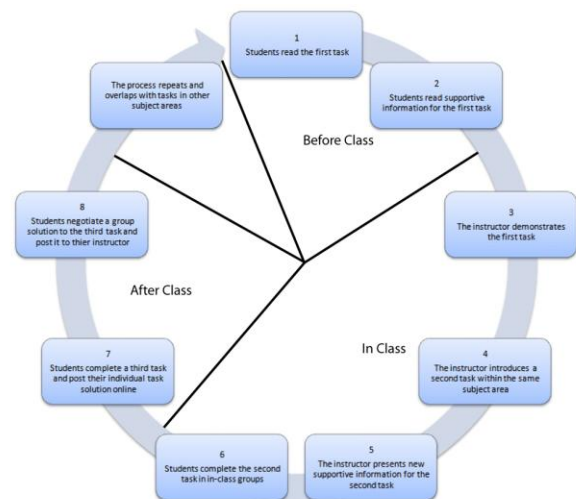 1
Students read the first task
2
Students read supportive
information for the first task
3
The instructor demonstrates
the first task
4
The instructor introduces a
second task within the same
subject area
5
The instructor presents new
supportive information for the
second task
6
Students complete the second
task in in-class groups
7
Students complete a third task
and post their individual task
solution online
8
Students negotiate a group
solution to the third task and
post it to thier instructor
The process repeats and
overlaps with tasks in other
subject areas
Before Class
In Class
After Class